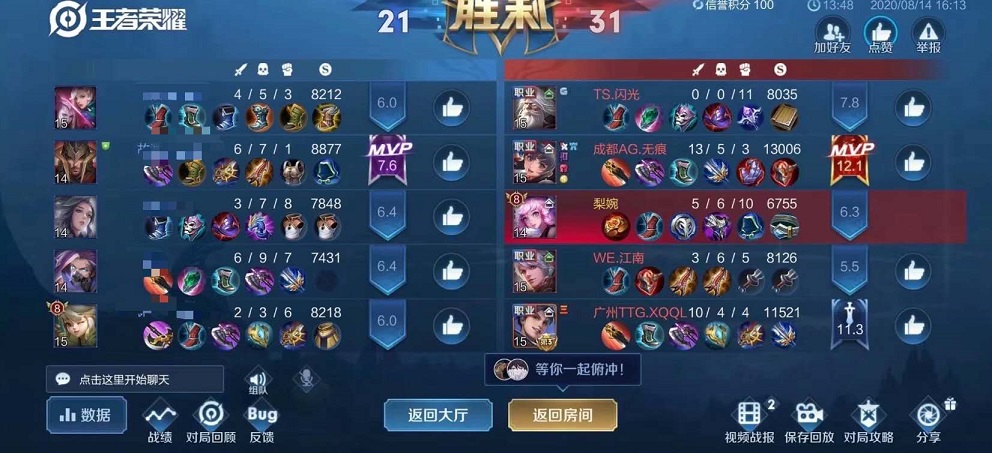 王者荣耀
21
胜利
31
信誉积分 100
13:48
2020/08/14 16:13
加好友
点赞
举报
15
4 / 5 / 3
8212
6.0
职业
15
TS.闪光
0 / 0 / 11
8035
7.8
14
6 / 7 / 1
8877
MVP
7.6
职业
15
成都AG.无痕
13 / 5 / 3
13006
MVP
12.1
14
3 / 7 / 8
7848
6.4
8
14
梨婉
5 / 6 / 10
6755
6.3
14
6 / 9 / 7
7431
6.4
职业
15
WE.江南
3 / 6 / 5
8126
5.5
8
15
2 / 3 / 6
8218
6.0
职业
15
广州TTG.XQQL
10 / 4 / 4
11521
11.3
等你一起俯冲！
点击这里开始聊天
组队
数据
战绩
对局回顾
Bug
反馈
返回大厅
返回房间
2
视频战报
保存回放
对局攻略
分享